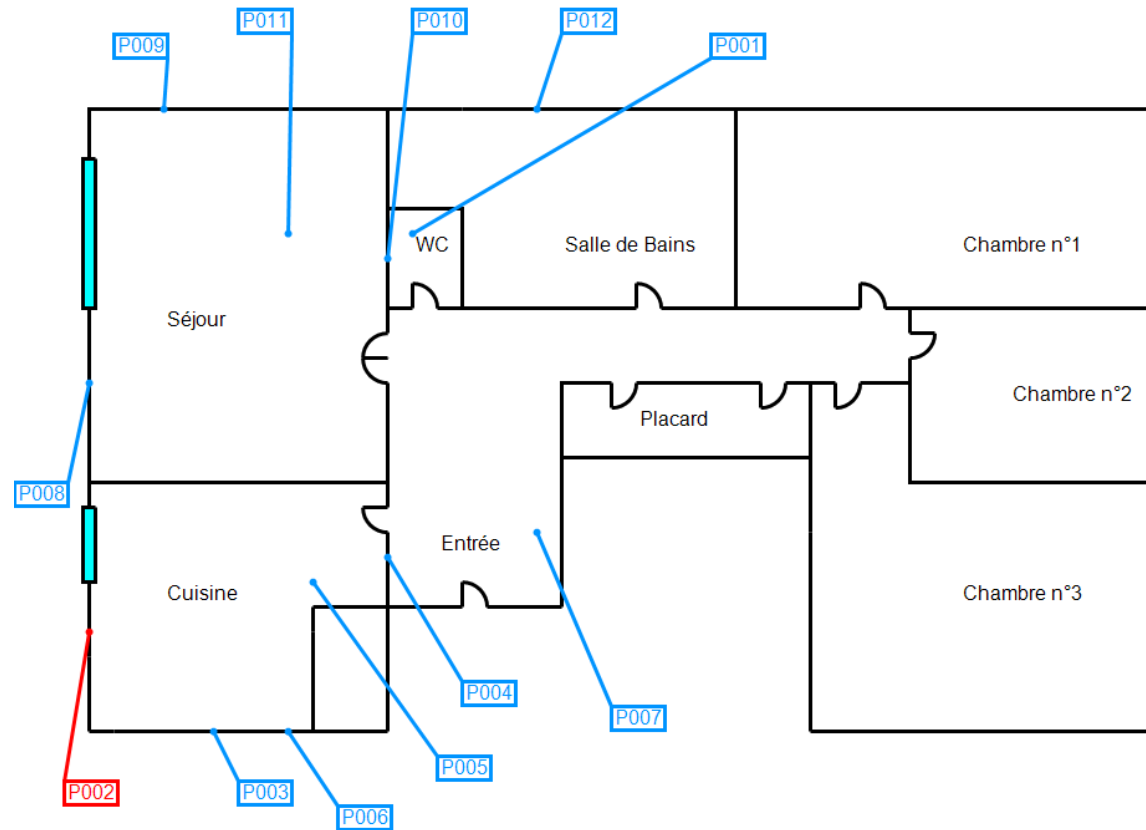 P011
P010
P012
P009
P001
WC
Salle de Bains
Chambre n°1
Séjour
Chambre n°2
Placard
P008
Entrée
Cuisine
Chambre n°3
P004
P007
P005
P002
P003
P006